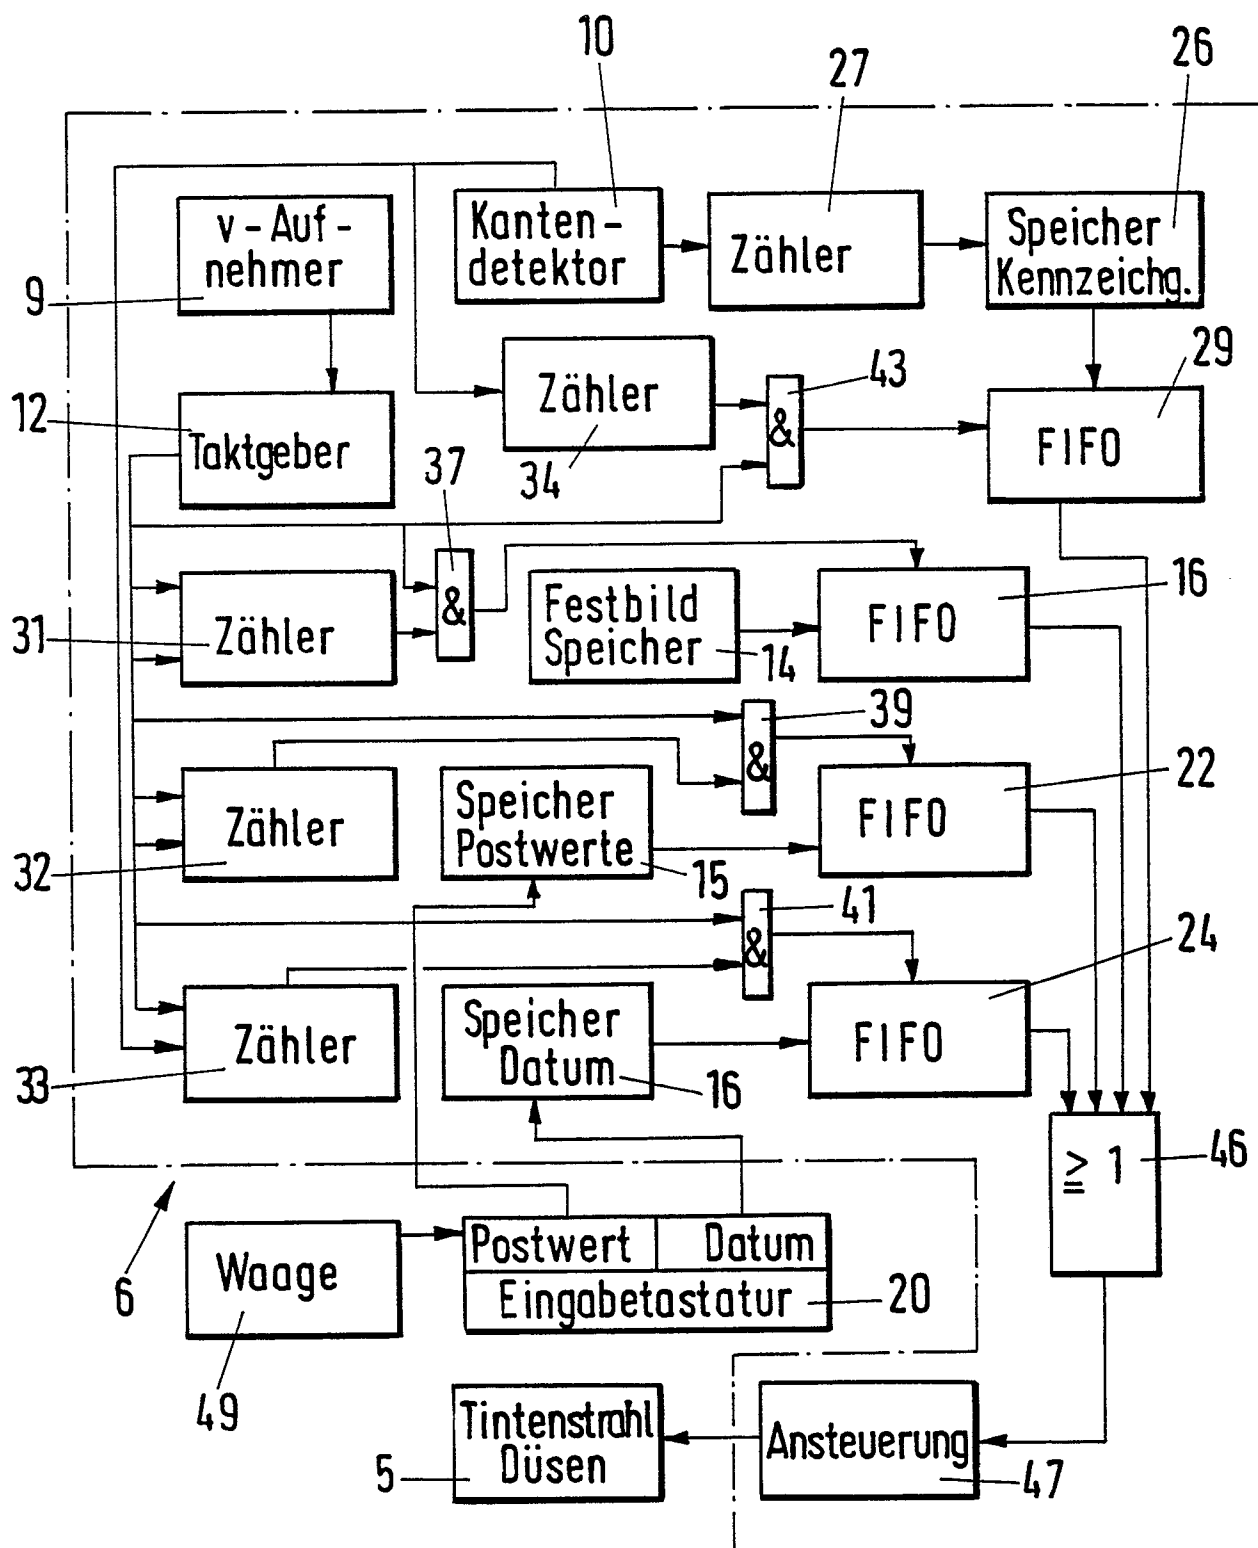 10
27
26
v-Auf-
nehmer
9
Kanten-
detektor
Zähler
Speicher
Kennzeichg.
12
Taktgeber
Zähler
34
43
&
29
FIFO
37
&
31
Zähler
Festbild
Speicher
14
FIFO
16
39
&
32
Zähler
Speicher
Postwerte
15
FIFO
22
41
&
33
Zähler
Speicher
Datum
16
FIFO
24
≥ 1
46
6
Waage
49
Postwert
Datum
Eingabetastatur
20
Tintenstrahl
Düsen
5
Ansteuerung
47